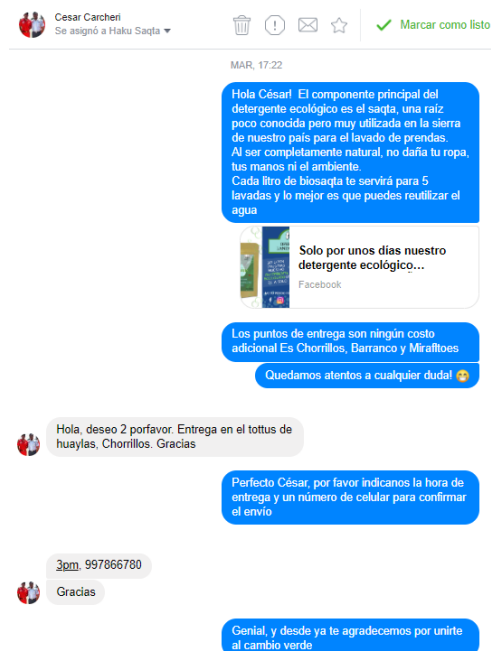 Cesar Carcheri
Se asignó a Haku Saqta
Marcar como listo
MAR, 17:22
Hola César! El componente principal del
detergente ecológico es el saqta, una raíz
poco conocida pero muy utilizada en la sierra
de nuestro país para el lavado de prendas.
Al ser completamente natural, no daña tu ropa,
tus manos ni el ambiente.
Cada litro de biosaqta te servirá para 5
lavadas y lo mejor es que puedes reutilizar el
agua
Solo por unos días nuestro
detergente ecológico…
Facebook
Los puntos de entrega son ningún costo
adicional Es Chorrillos, Barranco y Mirafltoes
Quedamos atentos a cualquier duda! 😁
Hola, deseo 2 porfavor. Entrega en el tottus de
huaylas, Chorrillos. Gracias
Perfecto César, por favor indicanos la hora de
entrega y un número de celular para confirmar
el envío
3pm, 997866780
Gracias
Genial, y desde ya te agradecemos por unirte
al cambio verde